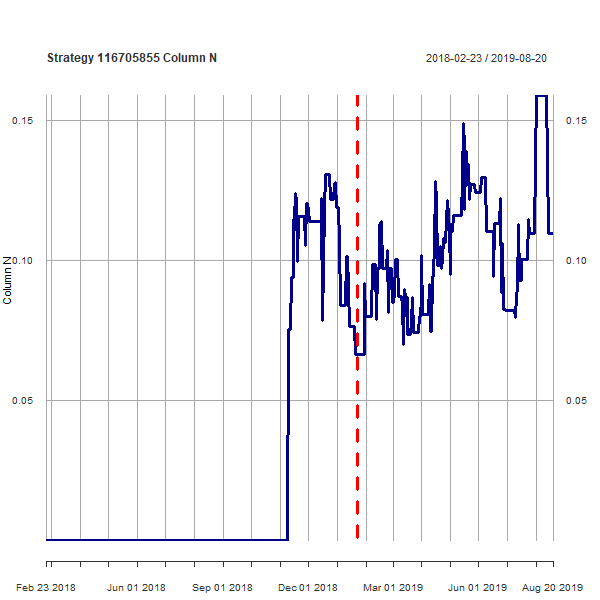 Strategy 116705855 Column N
2018-02-23 / 2019-08-20
0.15
0.15
0.10
0.10
Column N
0.05
0.05
Feb 23 2018
Jun 01 2018
Sep 01 2018
Dec 01 2018
Mar 01 2019
Jun 01 2019
Aug 20 2019